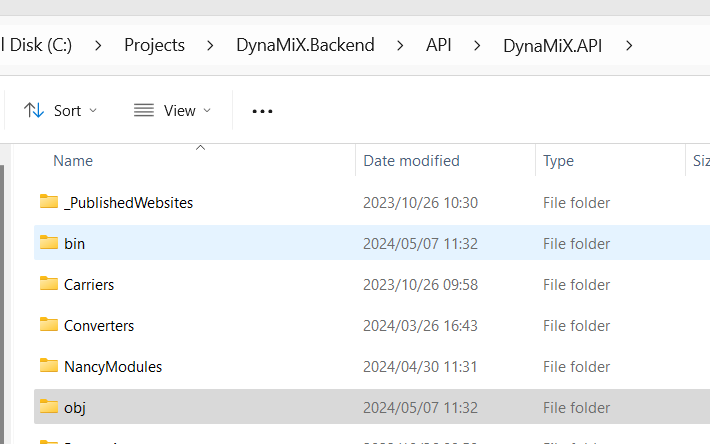 l Disk (C:) > Projects > DynaMiX.Backend > API > DynaMiX.API >
Sort View ...
Name Date modified Type Siz
_PublishedWebsites 2023/10/26 10:30 File folder
bin 2024/05/07 11:32 File folder
Carriers 2023/10/26 09:58 File folder
Converters 2024/03/26 16:43 File folder
NancyModules 2024/04/30 11:31 File folder
obj 2024/05/07 11:32 File folder